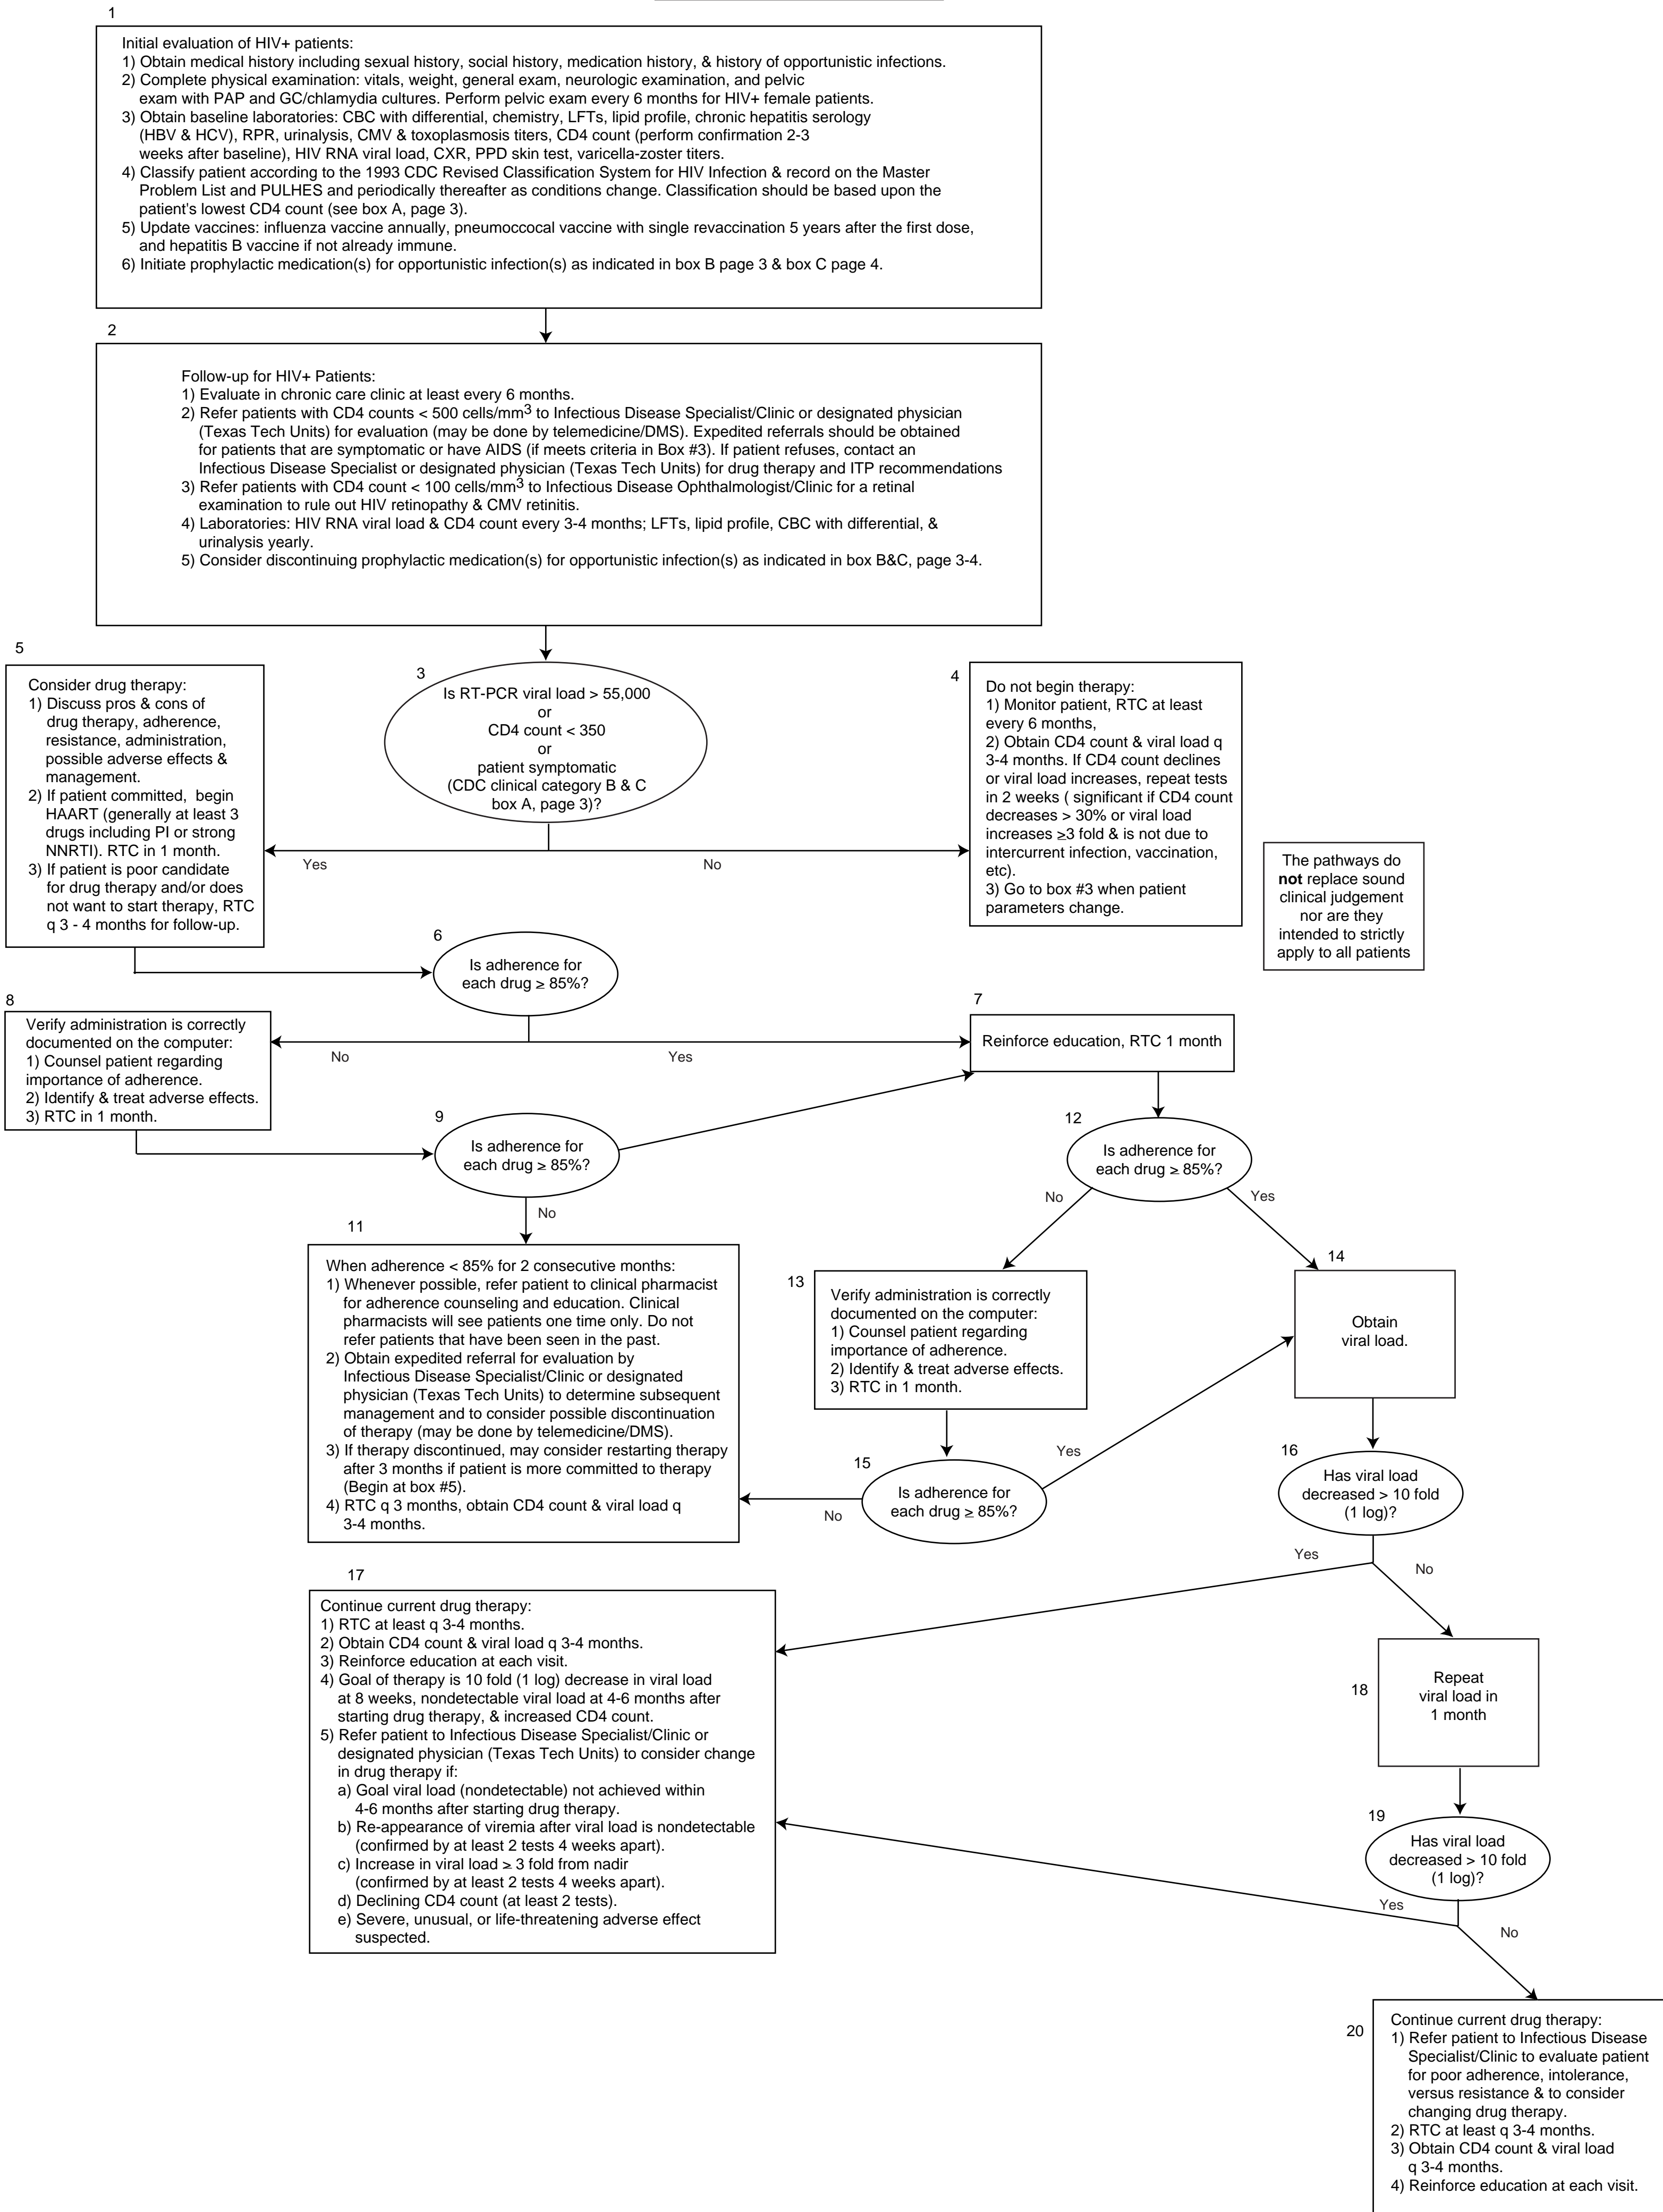 1
Initial evaluation of HIV+ patients:
1) Obtain medical history including sexual history, social history, medication history, & history of opportunistic infections.
2) Complete physical examination: vitals, weight, general exam, neurologic examination, and pelvic
exam with PAP and GC/chlamydia cultures. Perform pelvic exam every 6 months for HIV+ female patients.
3) Obtain baseline laboratories: CBC with differential, chemistry, LFTs, lipid profile, chronic hepatitis serology
(HBV & HCV), RPR, urinalysis, CMV & toxoplasmosis titers, CD4 count (perform confirmation 2-3
weeks after baseline), HIV RNA viral load, CXR, PPD skin test, varicella-zoster titers.
4) Classify patient according to the 1993 CDC Revised Classification System for HIV Infection & record on the Master
Problem List and PULHES and periodically thereafter as conditions change. Classification should be based upon the
patient's lowest CD4 count (see box A, page 3).
5) Update vaccines: influenza vaccine annually, pneumoccocal vaccine with single revaccination 5 years after the first dose,
and hepatitis B vaccine if not already immune.
6) Initiate prophylactic medication(s) for opportunistic infection(s) as indicated in box B page 3 & box C page 4.
2
Follow-up for HIV+ Patients:
1) Evaluate in chronic care clinic at least every 6 months.
2) Refer patients with CD4 counts < 500 cells/mm3 to Infectious Disease Specialist/Clinic or designated physician
(Texas Tech Units) for evaluation (may be done by telemedicine/DMS). Expedited referrals should be obtained
for patients that are symptomatic or have AIDS (if meets criteria in Box #3). If patient refuses, contact an
Infectious Disease Specialist or designated physician (Texas Tech Units) for drug therapy and ITP recommendations
3) Refer patients with CD4 count < 100 cells/mm3 to Infectious Disease Ophthalmologist/Clinic for a retinal
examination to rule out HIV retinopathy & CMV retinitis.
4) Laboratories: HIV RNA viral load & CD4 count every 3-4 months; LFTs, lipid profile, CBC with differential, &
urinalysis yearly.
5) Consider discontinuing prophylactic medication(s) for opportunistic infection(s) as indicated in box B&C, page 3-4.
5
Consider drug therapy:
1) Discuss pros & cons of
drug therapy, adherence,
resistance, administration,
possible adverse effects &
management.
2) If patient committed, begin
HAART (generally at least 3
drugs including PI or strong
NNRTI). RTC in 1 month.
3) If patient is poor candidate
for drug therapy and/or does
not want to start therapy, RTC
q 3 - 4 months for follow-up.
3
Is RT-PCR viral load > 55,000
or
CD4 count < 350
or
patient symptomatic
(CDC clinical category B & C
box A, page 3)?
Yes
No
4
Do not begin therapy:
1) Monitor patient, RTC at least
every 6 months,
2) Obtain CD4 count & viral load q
3-4 months. If CD4 count declines
or viral load increases, repeat tests
in 2 weeks ( significant if CD4 count
decreases > 30% or viral load
increases ≥3 fold & is not due to
intercurrent infection, vaccination,
etc).
3) Go to box #3 when patient
parameters change.
The pathways do
not replace sound
clinical judgement
nor are they
intended to strictly
apply to all patients
6
Is adherence for
each drug ≥ 85%?
No
Yes
8
Verify administration is correctly
documented on the computer:
1) Counsel patient regarding
importance of adherence.
2) Identify & treat adverse effects.
3) RTC in 1 month.
7
Reinforce education, RTC 1 month
9
Is adherence for
each drug ≥ 85%?
No
12
Is adherence for
each drug ≥ 85%?
No
Yes
11
When adherence < 85% for 2 consecutive months:
1) Whenever possible, refer patient to clinical pharmacist
for adherence counseling and education. Clinical
pharmacists will see patients one time only. Do not
refer patients that have been seen in the past.
2) Obtain expedited referral for evaluation by
Infectious Disease Specialist/Clinic or designated
physician (Texas Tech Units) to determine subsequent
management and to consider possible discontinuation
of therapy (may be done by telemedicine/DMS).
3) If therapy discontinued, may consider restarting therapy
after 3 months if patient is more committed to therapy
(Begin at box #5).
4) RTC q 3 months, obtain CD4 count & viral load q
3-4 months.
13
Verify administration is correctly
documented on the computer:
1) Counsel patient regarding
importance of adherence.
2) Identify & treat adverse effects.
3) RTC in 1 month.
14
Obtain
viral load.
15
Is adherence for
each drug ≥ 85%?
Yes
No
16
Has viral load
decreased > 10 fold
(1 log)?
Yes
No
17
Continue current drug therapy:
1) RTC at least q 3-4 months.
2) Obtain CD4 count & viral load q 3-4 months.
3) Reinforce education at each visit.
4) Goal of therapy is 10 fold (1 log) decrease in viral load
at 8 weeks, nondetectable viral load at 4-6 months after
starting drug therapy, & increased CD4 count.
5) Refer patient to Infectious Disease Specialist/Clinic or
designated physician (Texas Tech Units) to consider change
in drug therapy if:
a) Goal viral load (nondetectable) not achieved within
4-6 months after starting drug therapy.
b) Re-appearance of viremia after viral load is nondetectable
(confirmed by at least 2 tests 4 weeks apart).
c) Increase in viral load ≥ 3 fold from nadir
(confirmed by at least 2 tests 4 weeks apart).
d) Declining CD4 count (at least 2 tests).
e) Severe, unusual, or life-threatening adverse effect
suspected.
18
Repeat
viral load in
1 month
19
Has viral load
decreased > 10 fold
(1 log)?
Yes
No
20
Continue current drug therapy:
1) Refer patient to Infectious Disease
Specialist/Clinic to evaluate patient
for poor adherence, intolerance,
versus resistance & to consider
changing drug therapy.
2) RTC at least q 3-4 months.
3) Obtain CD4 count & viral load
q 3-4 months.
4) Reinforce education at each visit.